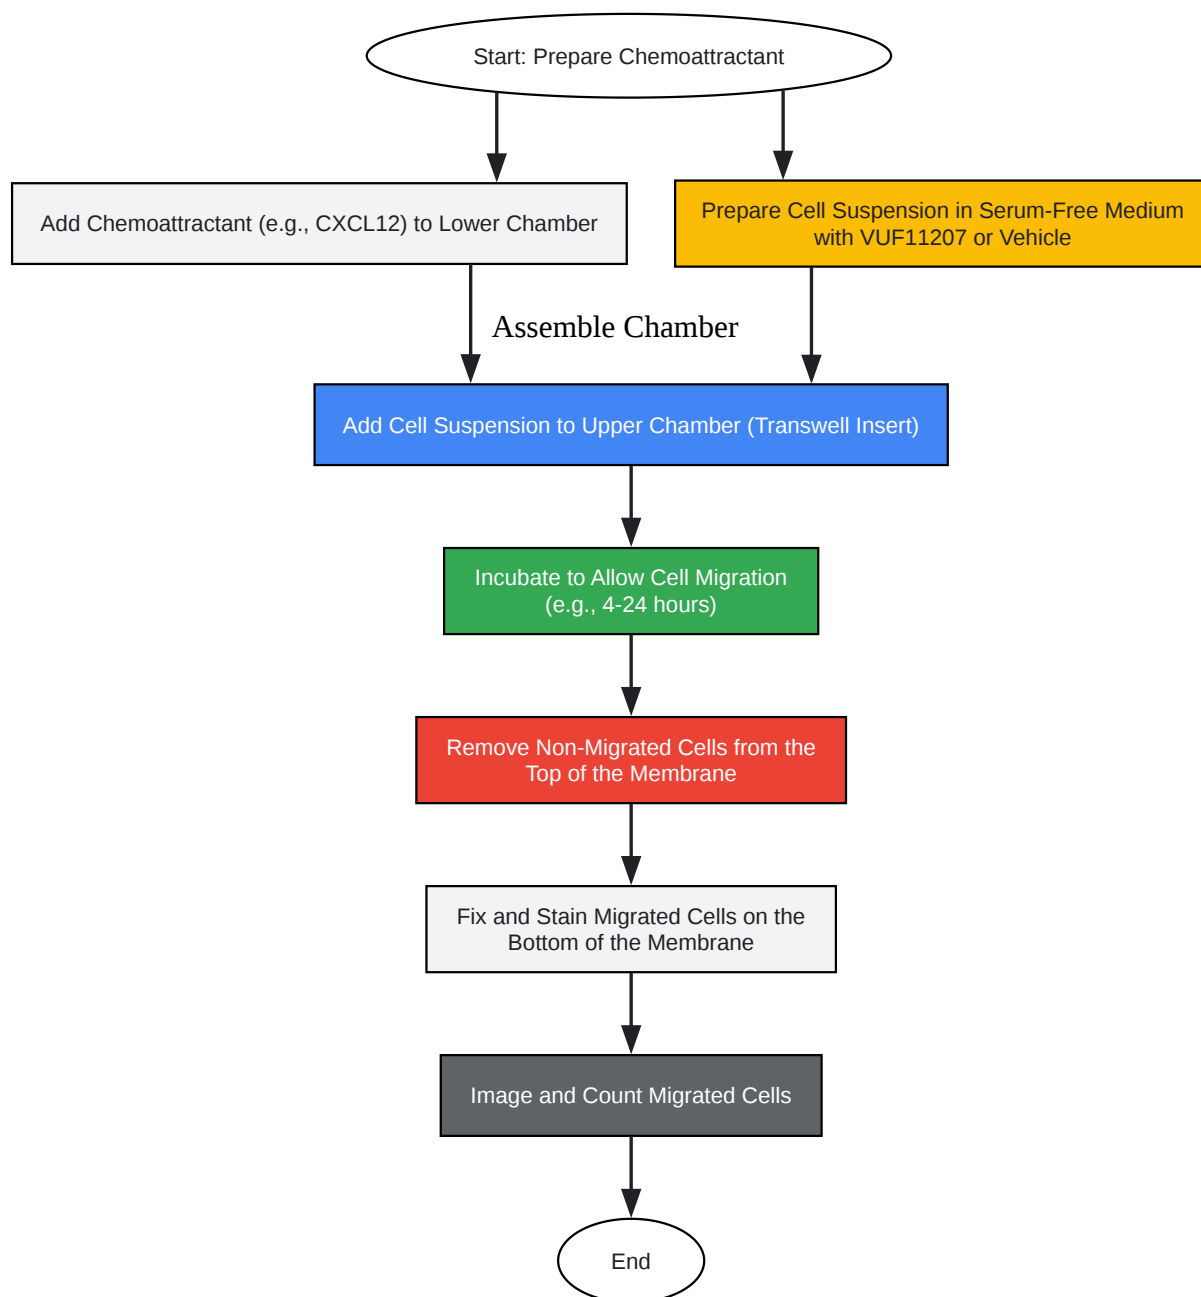 Start: Prepare Chemoattractant
Add Chemoattractant (e.g., CXCL12) to Lower Chamber
Prepare Cell Suspension in Serum-Free Medium
with VUF11207 or Vehicle
Assemble Chamber
Add Cell Suspension to Upper Chamber (Transwell Insert)
Incubate to Allow Cell Migration
(e.g., 4-24 hours)
Remove Non-Migrated Cells from the
Top of the Membrane
Fix and Stain Migrated Cells on the
Bottom of the Membrane
Image and Count Migrated Cells
End